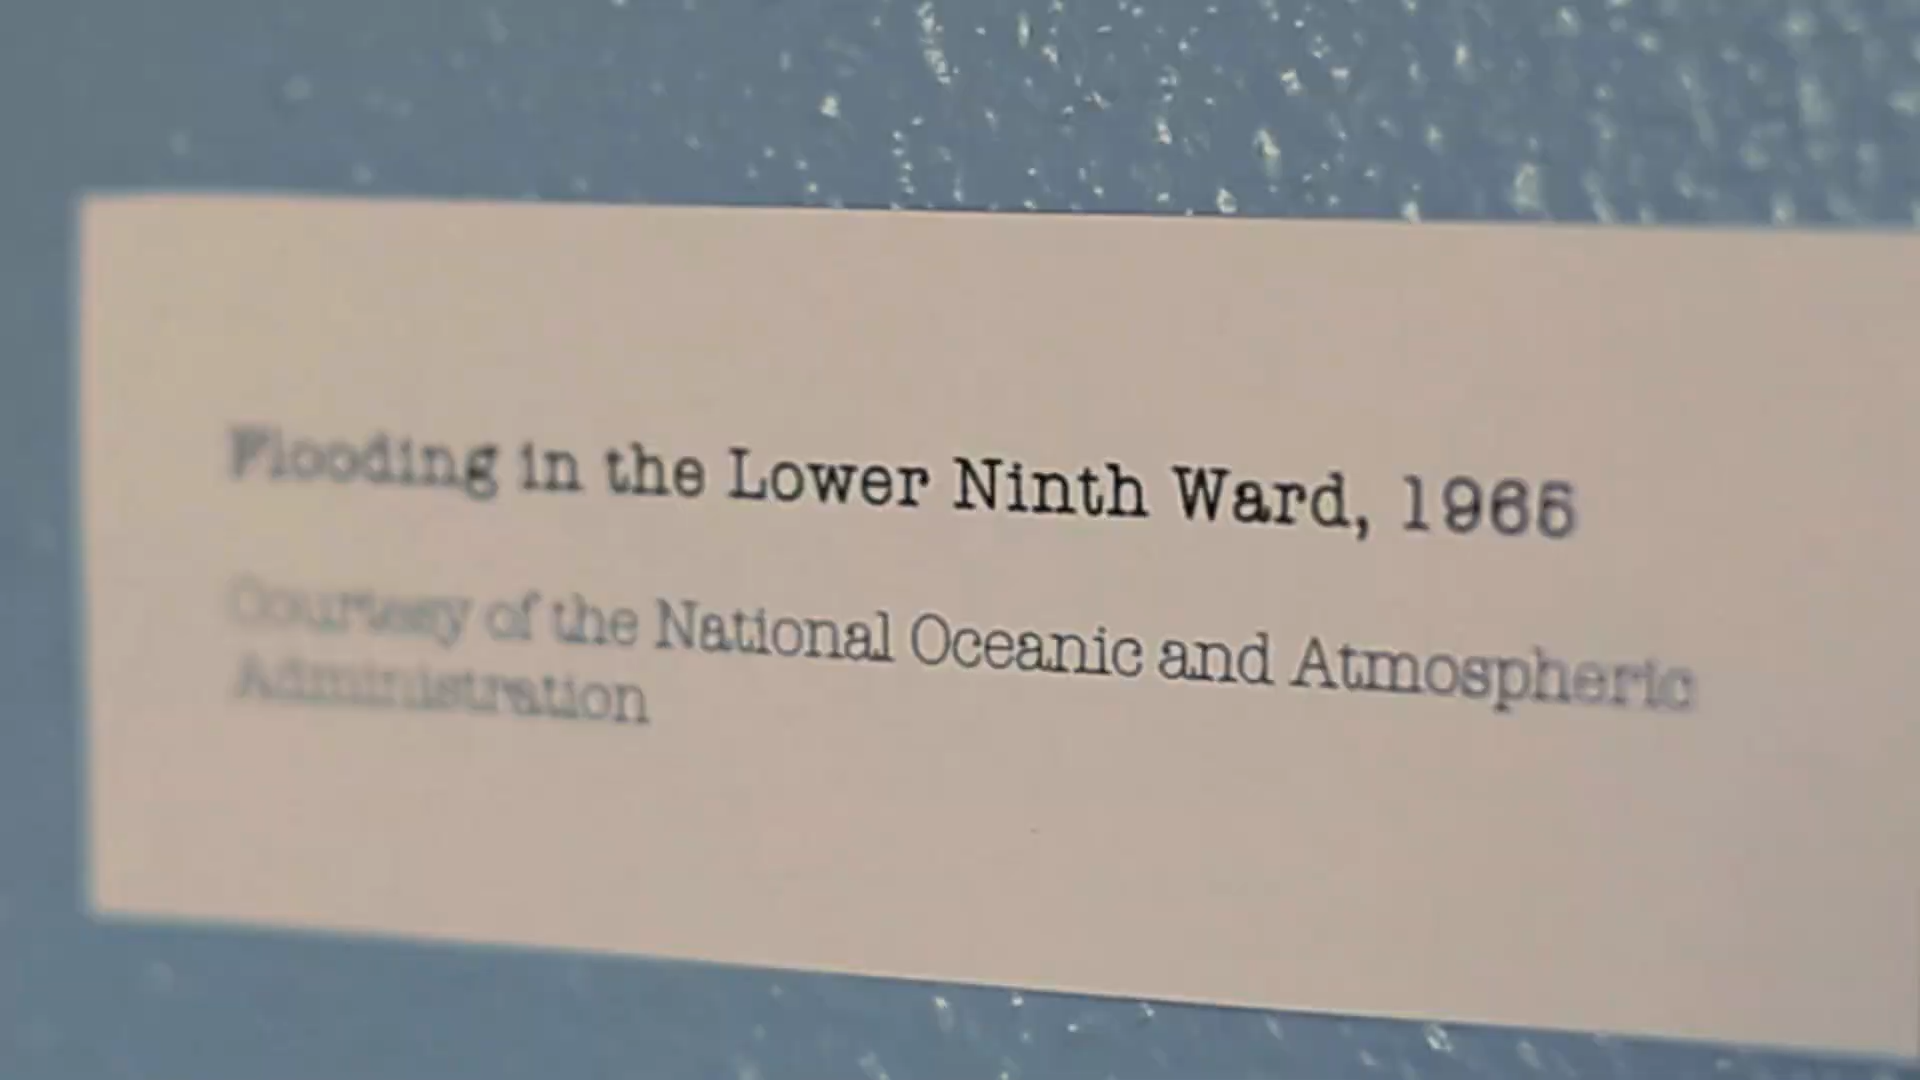 Flooding in the Lower Ninth Ward, 1965
Courtesy of the National Oceanic and Atmospheric
Administration